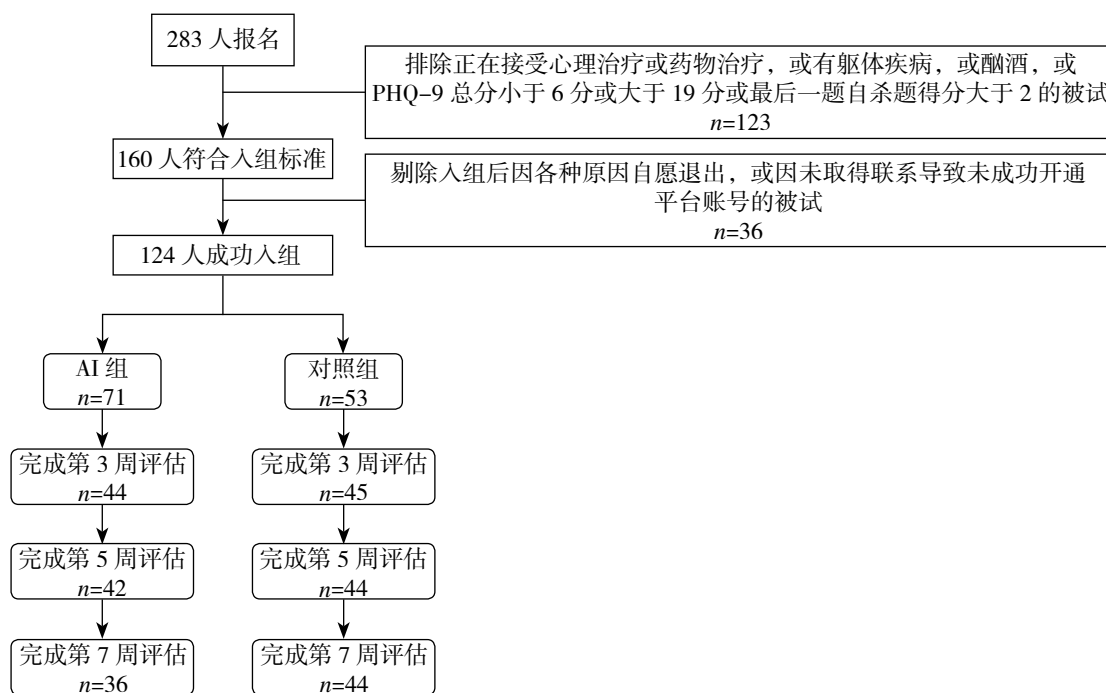 283 人报名
排除正在接受心理治疗或药物治疗，或有躯体疾病，或酗酒，或
PHQ-9 总分小于 6 分或大于 19 分或最后一题自杀题得分大于 2 的被试
n=123
160 人符合入组标准
剔除入组后因各种原因自愿退出，或因未取得联系导致未成功开通
平台账号的被试
n=36
124 人成功入组
AI 组
n=71
对照组
n=53
完成第 3 周评估
n=44
完成第 3 周评估
n=45
完成第 5 周评估
n=42
完成第 5 周评估
n=44
完成第 7 周评估
n=36
完成第 7 周评估
n=44